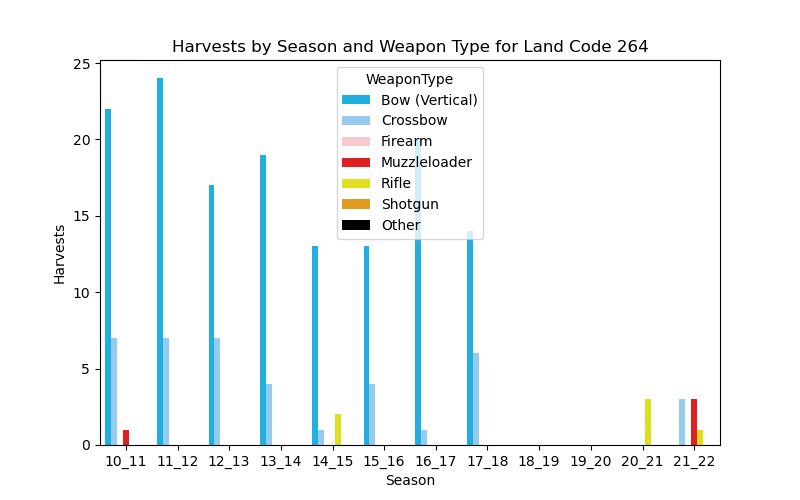 Harvests by Season and Weapon Type for Land Code 264
25
20
15
10
5
0
Harvests
WeaponType
Bow (Vertical)
Crossbow
Firearm
Muzzleloader
Rifle
Shotgun
Other
10_11 11_12 12_13 13_14 14_15 15_16 16_17 17_18 18_19 19_20 20_21 21_22
Season